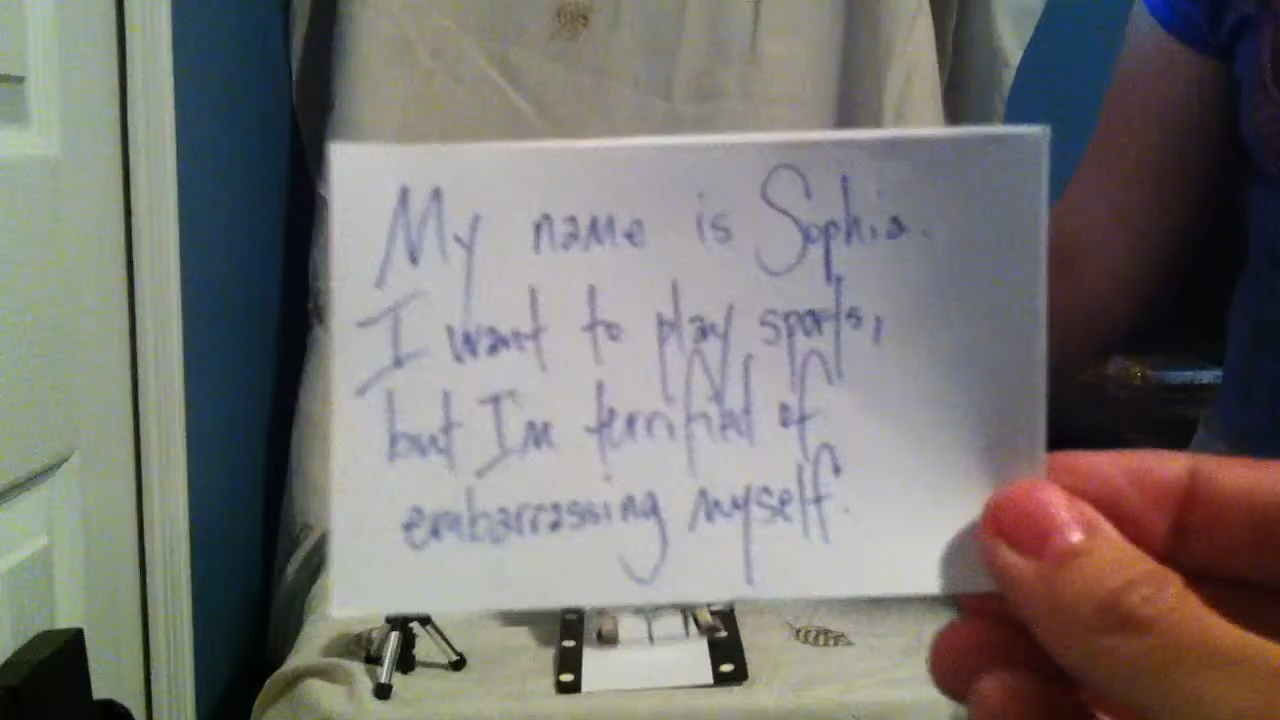 My name is Sophia.
I want to play sports,
but I'm terrified of
embarrassing myself.